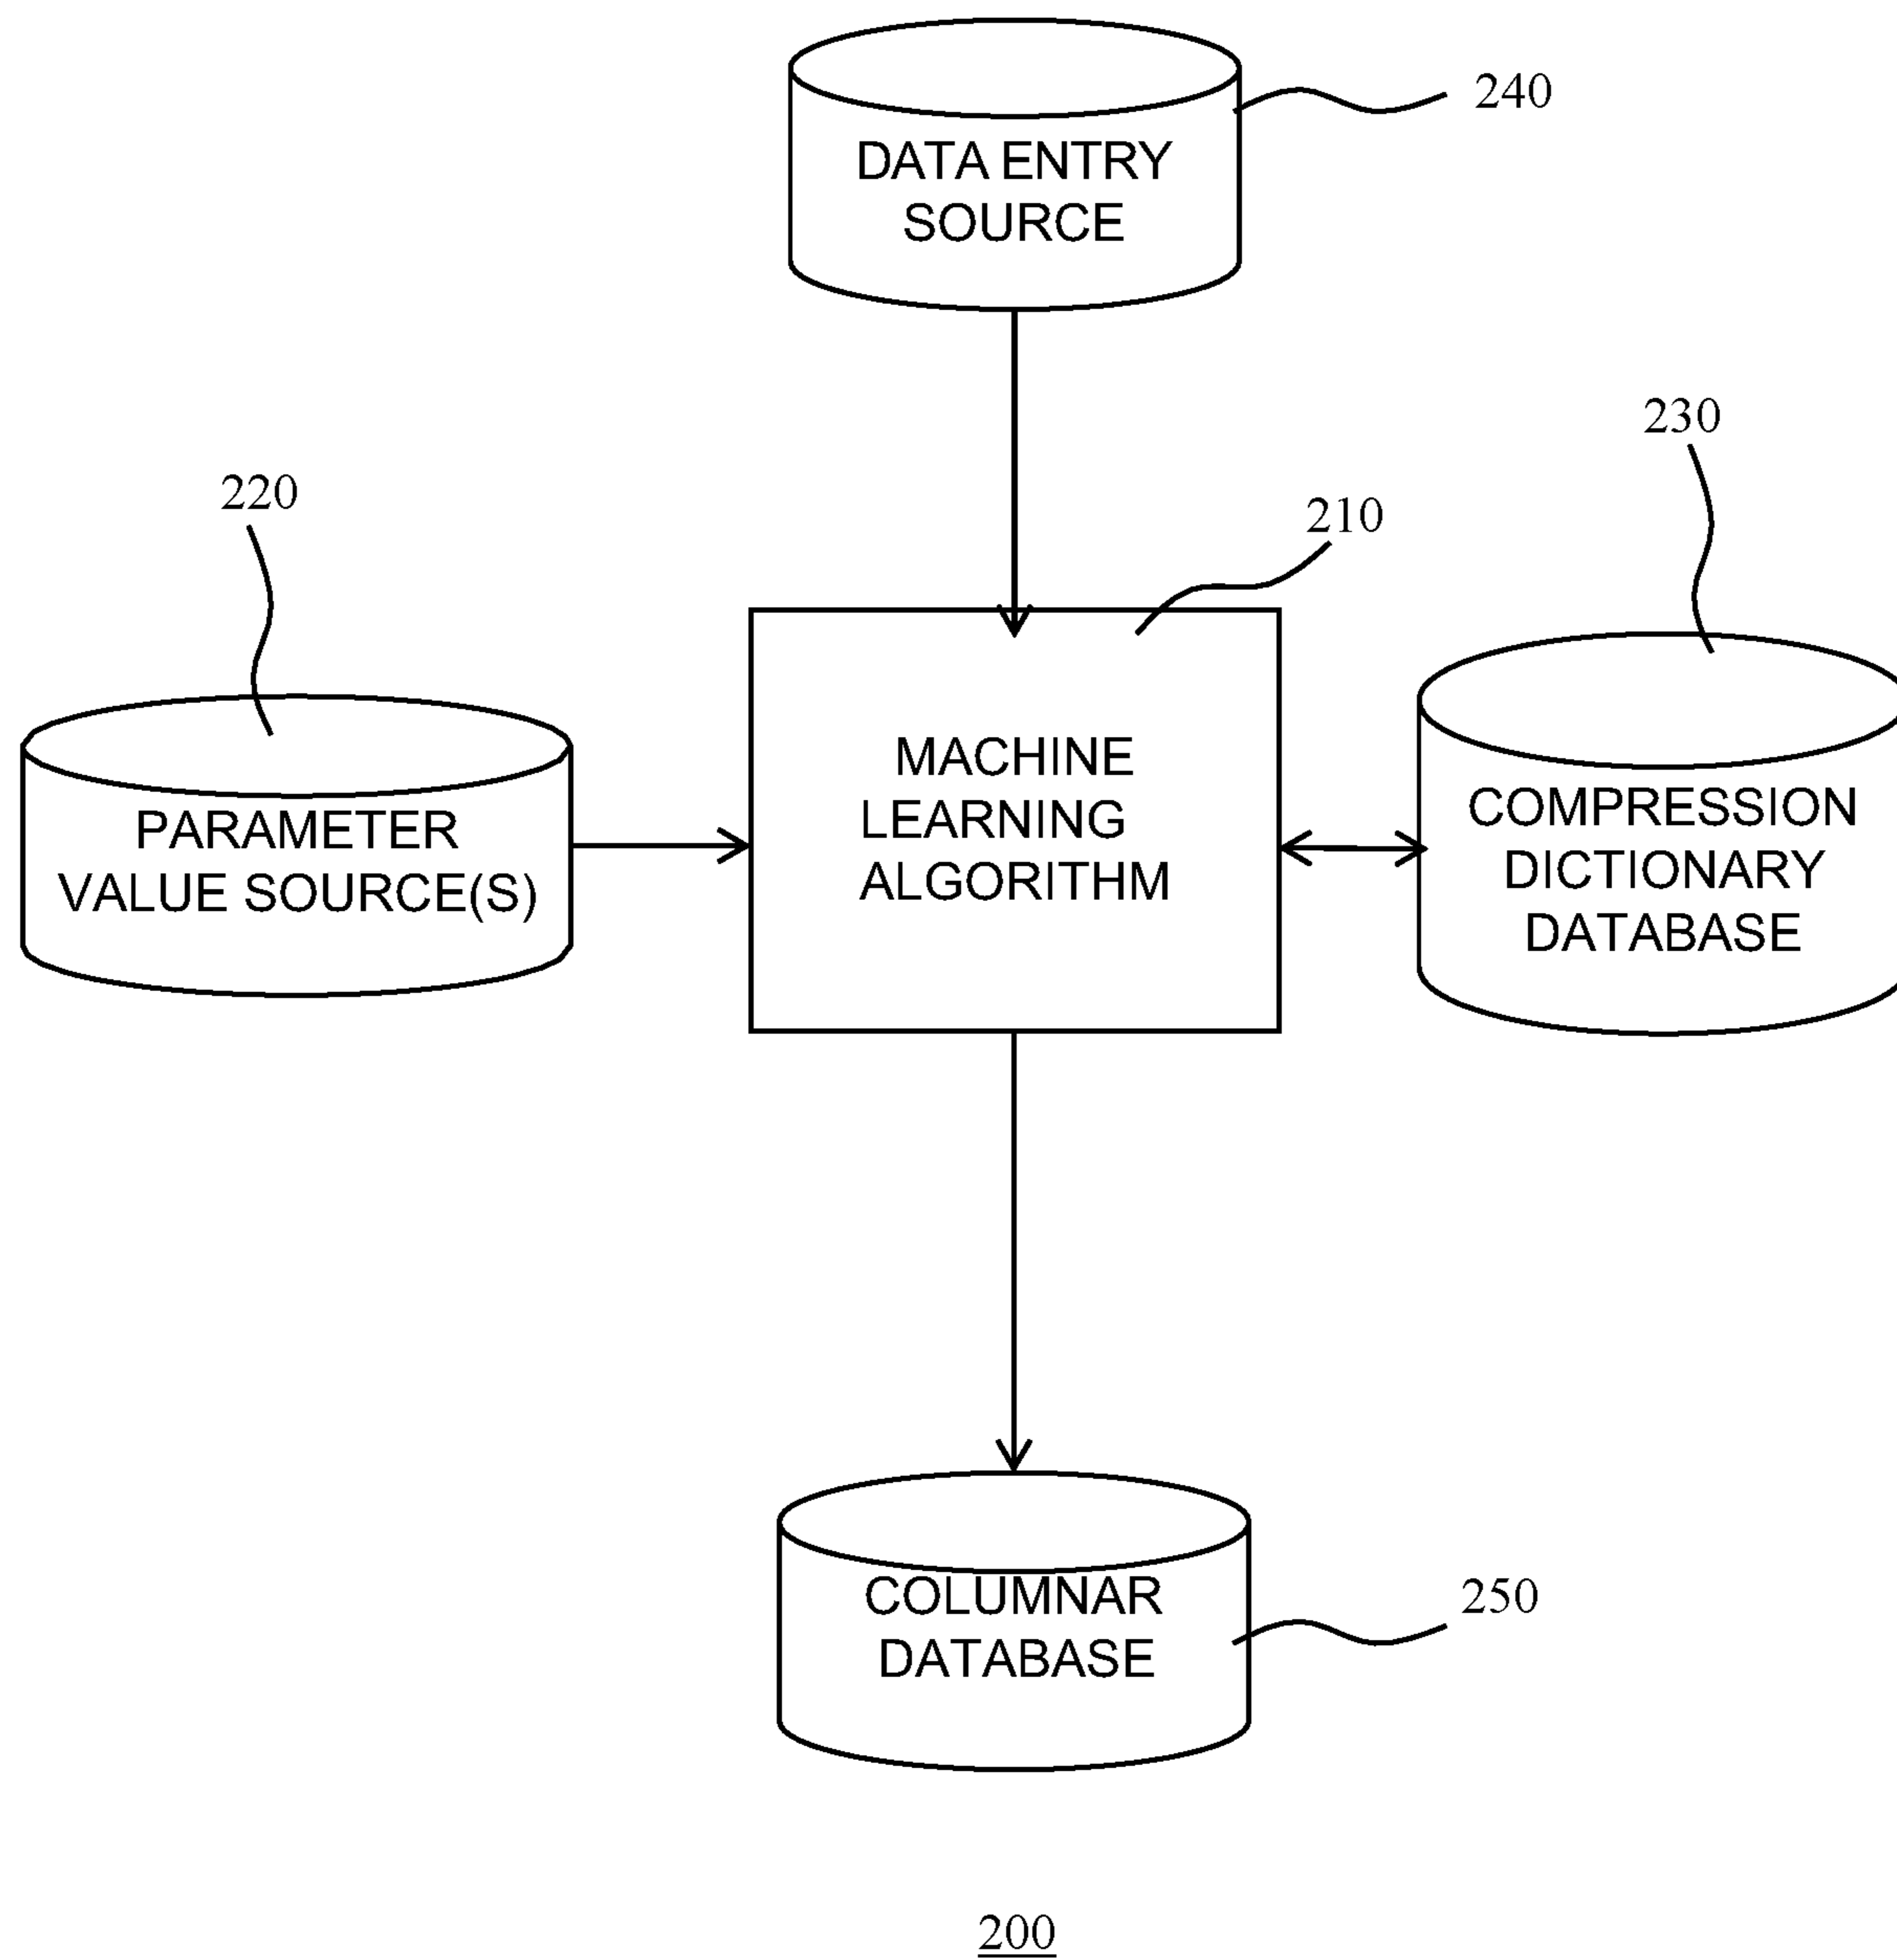 240
DATA ENTRY
SOURCE
230
220
210
MACHINE
LEARNING
ALGORITHM
PARAMETER
VALUE SOURCE(S)
COMPRESSION
DICTIONARY
DATABASE
COLUMNAR
DATABASE
250
200